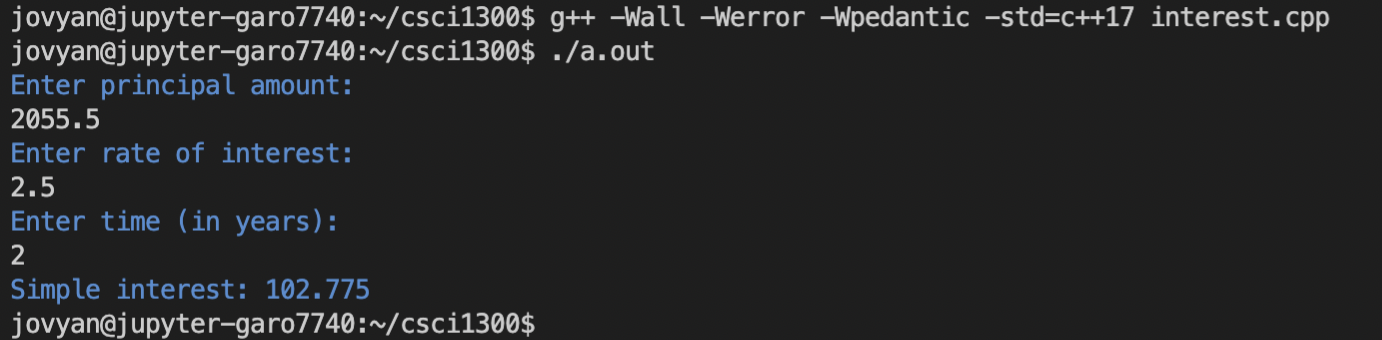 jovyan@jupyter-garo7740:~/csci1300$ g++ -Wall -Werror -Wpedantic -std=c++17 interest.cpp
jovyan@jupyter-garo7740:~/csci1300$ ./a.out
Enter principal amount:
2055.5
Enter rate of interest:
2.5
Enter time (in years):
2
Simple interest: 102.775
jovyan@jupyter-garo7740:~/csci1300$